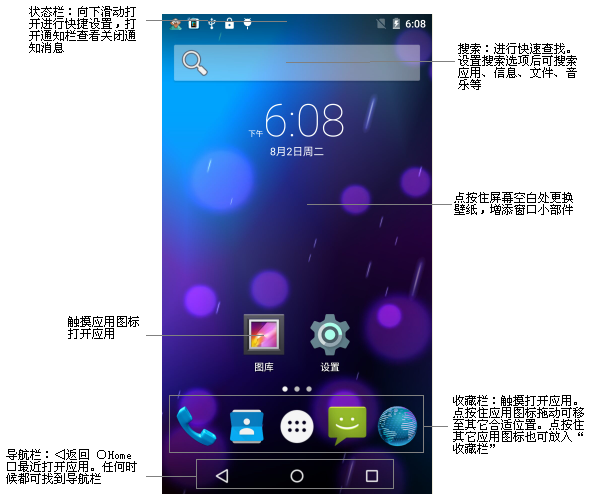 状态栏：向下滑动打
开进行快捷设置，打
开通知栏查看关闭通
知消息
6:08
搜索：进行快速查找。
设置搜索选项后可搜索
应用、信息、文件、音
乐等
下午6:08
8月2日周二
点按住屏幕空白处更换
壁纸，增添窗口小部件
触摸应用图标
打开应用
图库
设置
收藏栏：触摸打开应用。
点按住应用图标拖动可移
至其它合适位置。点按住
其它应用图标也可放入“
收藏栏”
导航栏：◁返回 〇Home
口最近打开应用。任何时
候都可找到导航栏